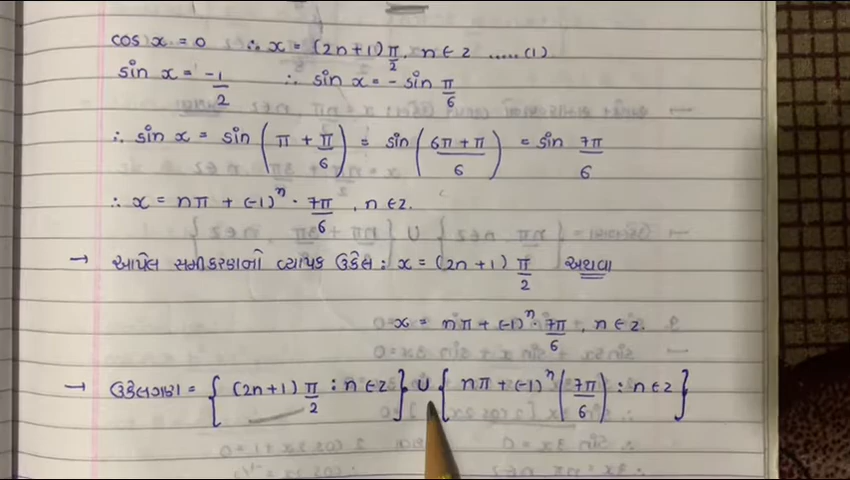 cos x = 0 ∴ x = (2n+1) π/2, n ∈ z .....(1)
sin x = -1/2 ∴ sin x = - sin π/6
∴ sin x = sin (π + π/6) = sin (6π+π/6) = sin 7π/6
∴ x = nπ + (-1)ⁿ · 7π/6, n ∈ z.
→ આપેલ સમીકરણનો વ્યાપક ઉકેલ : x = (2n+1) π/2 અથવા
x = nπ + (-1)ⁿ · 7π/6, n ∈ z.
→ ઉકેલગણ = { (2n+1) π/2 : n ∈ z } ∪ { nπ + (-1)ⁿ (7π/6) : n ∈ z }